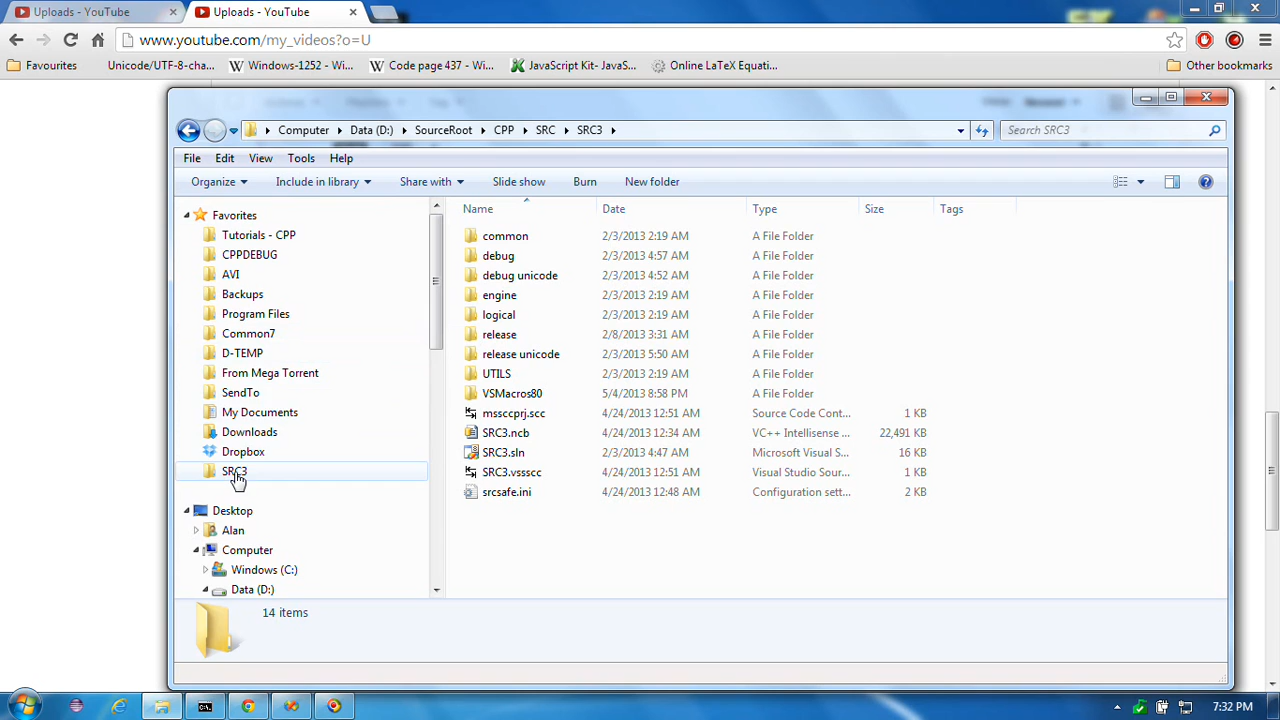 Uploads - YouTube
Uploads - YouTube
www.youtube.com/my_videos?o=U
Favourites Unicode/UTF-8-cha... Windows-1252 - Wi... Code page 437 - Wi... JavaScript Kit- JavaS... Online LaTeX Equati... Other bookmarks
Computer Data (D:) SourceRoot CPP SRC SRC3 Search SRC3
File Edit View Tools Help
Organize Include in library Share with Slide show Burn New folder
Favorites
Tutorials - CPP
CPPDEBUG
AVI
Backups
Program Files
Common7
D-TEMP
From Mega Torrent
SendTo
My Documents
Downloads
Dropbox
SRC3
Desktop
Alan
Computer
Windows (C:)
Data (D:)
Name Date Type Size Tags
common 2/3/2013 2:19 AM A File Folder
debug 2/3/2013 4:57 AM A File Folder
debug unicode 2/3/2013 4:52 AM A File Folder
engine 2/3/2013 2:19 AM A File Folder
logical 2/3/2013 2:19 AM A File Folder
release 2/8/2013 3:31 AM A File Folder
release unicode 2/3/2013 5:50 AM A File Folder
UTILS 2/3/2013 2:19 AM A File Folder
VSMacros80 5/4/2013 8:58 PM A File Folder
mssccprj.scc 4/24/2013 12:51 AM Source Code Cont... 1 KB
SRC3.ncb 4/24/2013 12:34 AM VC++ Intellisense ... 22,491 KB
SRC3.sln 2/3/2013 4:47 AM Microsoft Visual S... 16 KB
SRC3.vssscc 4/24/2013 12:51 AM Visual Studio Sour... 1 KB
srcsafe.ini 4/24/2013 12:48 AM Configuration sett... 2 KB
14 items
7:32 PM